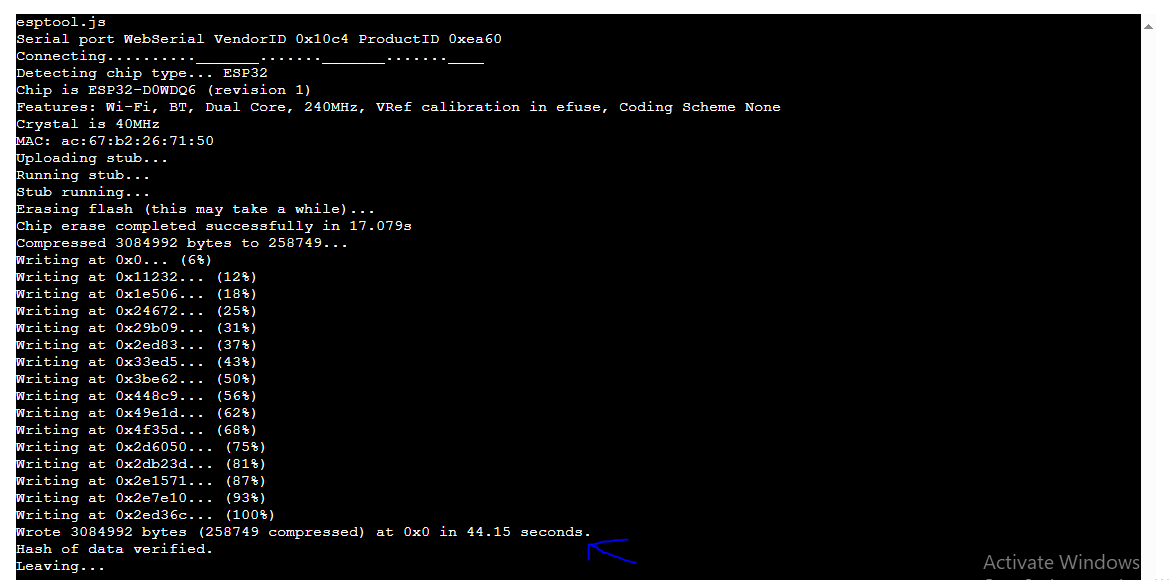 esptool.js
Serial port WebSerial VendorID 0x10c4 ProductID 0xea60
Connecting.........._______......._______.......____
Detecting chip type... ESP32
Chip is ESP32-D0WDQ6 (revision 1)
Features: Wi-Fi, BT, Dual Core, 240MHz, VRef calibration in efuse, Coding Scheme None
Crystal is 40MHz
MAC: ac:67:b2:26:71:50
Uploading stub...
Running stub...
Stub running...
Erasing flash (this may take a while)...
Chip erase completed successfully in 17.079s
Compressed 3084992 bytes to 258749...
Writing at 0x0... (6%)
Writing at 0x11232... (12%)
Writing at 0x1e506... (18%)
Writing at 0x24672... (25%)
Writing at 0x29b09... (31%)
Writing at 0x2ed83... (37%)
Writing at 0x33ed5... (43%)
Writing at 0x3be62... (50%)
Writing at 0x448c9... (56%)
Writing at 0x49e1d... (62%)
Writing at 0x4f35d... (68%)
Writing at 0x2d6050... (75%)
Writing at 0x2db23d... (81%)
Writing at 0x2e1571... (87%)
Writing at 0x2e7e10... (93%)
Writing at 0x2ed36c... (100%)
Wrote 3084992 bytes (258749 compressed) at 0x0 in 44.15 seconds.
Hash of data verified.
Leaving...
Activate Windows